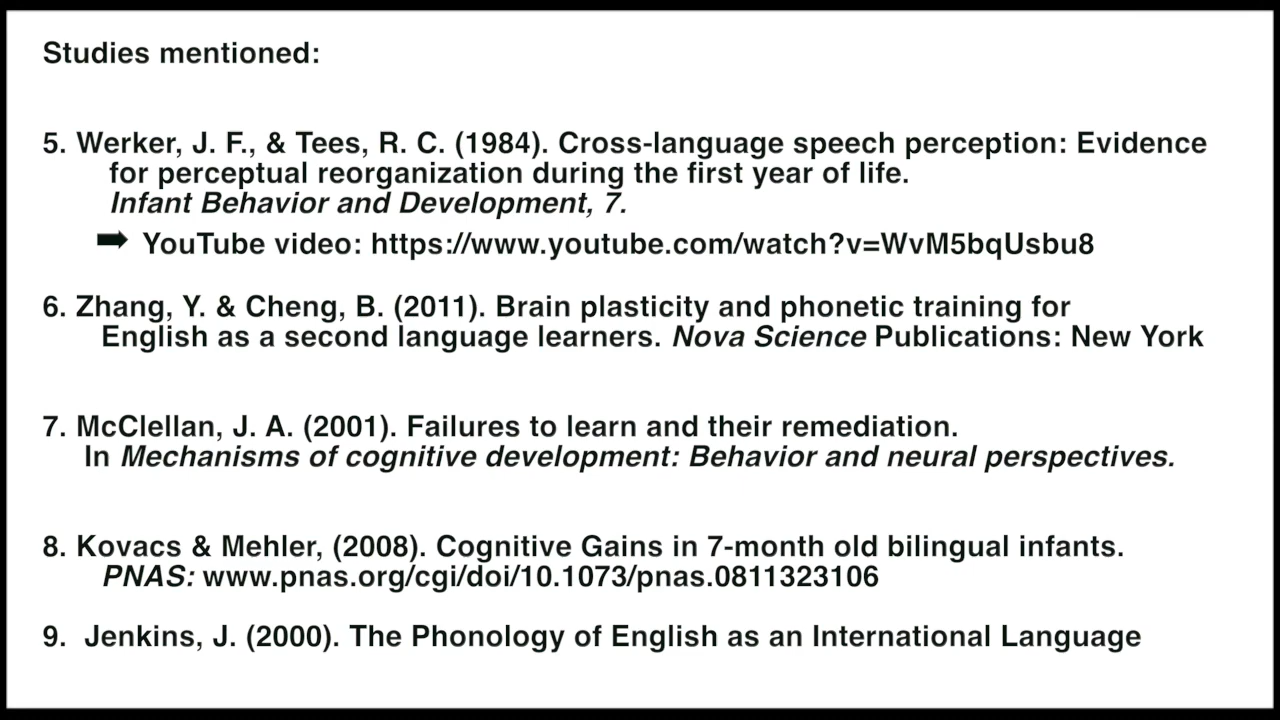 Studies mentioned:
5. Werker, J. F., & Tees, R. C. (1984). Cross-language speech perception: Evidence
for perceptual reorganization during the first year of life.
Infant Behavior and Development, 7.
➡ YouTube video: https://www.youtube.com/watch?v=WvM5bqUsbu8
6. Zhang, Y. & Cheng, B. (2011). Brain plasticity and phonetic training for
English as a second language learners. Nova Science Publications: New York
7. McClellan, J. A. (2001). Failures to learn and their remediation.
In Mechanisms of cognitive development: Behavior and neural perspectives.
8. Kovacs & Mehler, (2008). Cognitive Gains in 7-month old bilingual infants.
PNAS: www.pnas.org/cgi/doi/10.1073/pnas.0811323106
9. Jenkins, J. (2000). The Phonology of English as an International Language